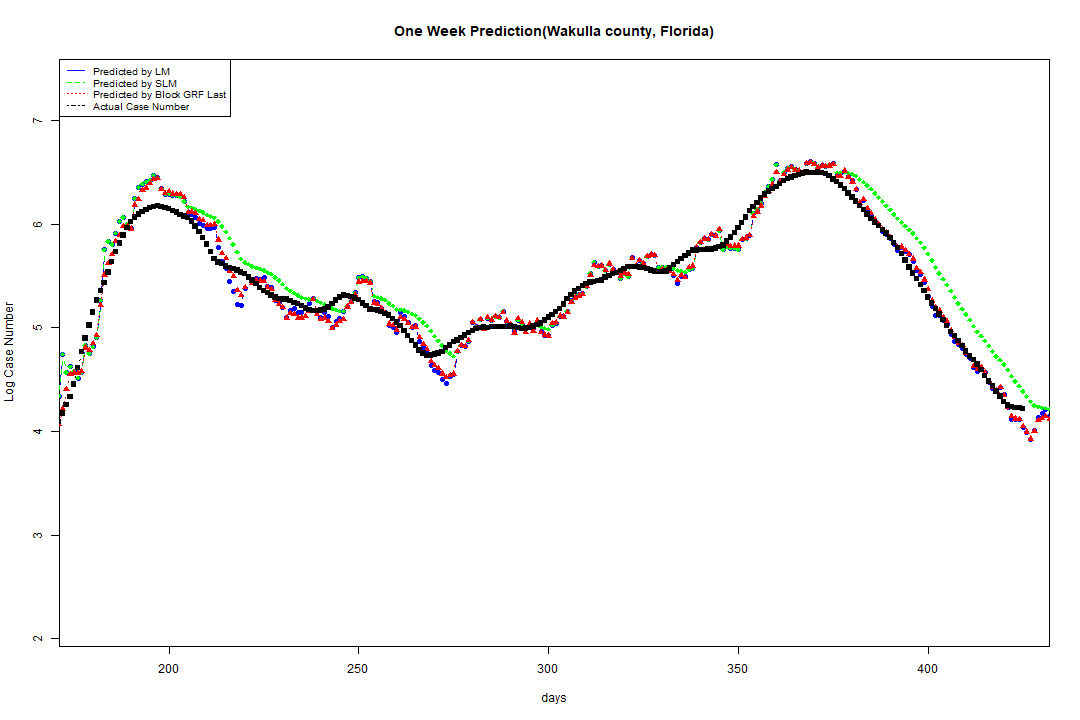 One Week Prediction(Wakulla county, Florida)
Predicted by LM
Predicted by SLM
Predicted by Block GRF Last
Actual Case Number
7
6
5
4
3
2
Log Case Number
200 250 300 350 400
days